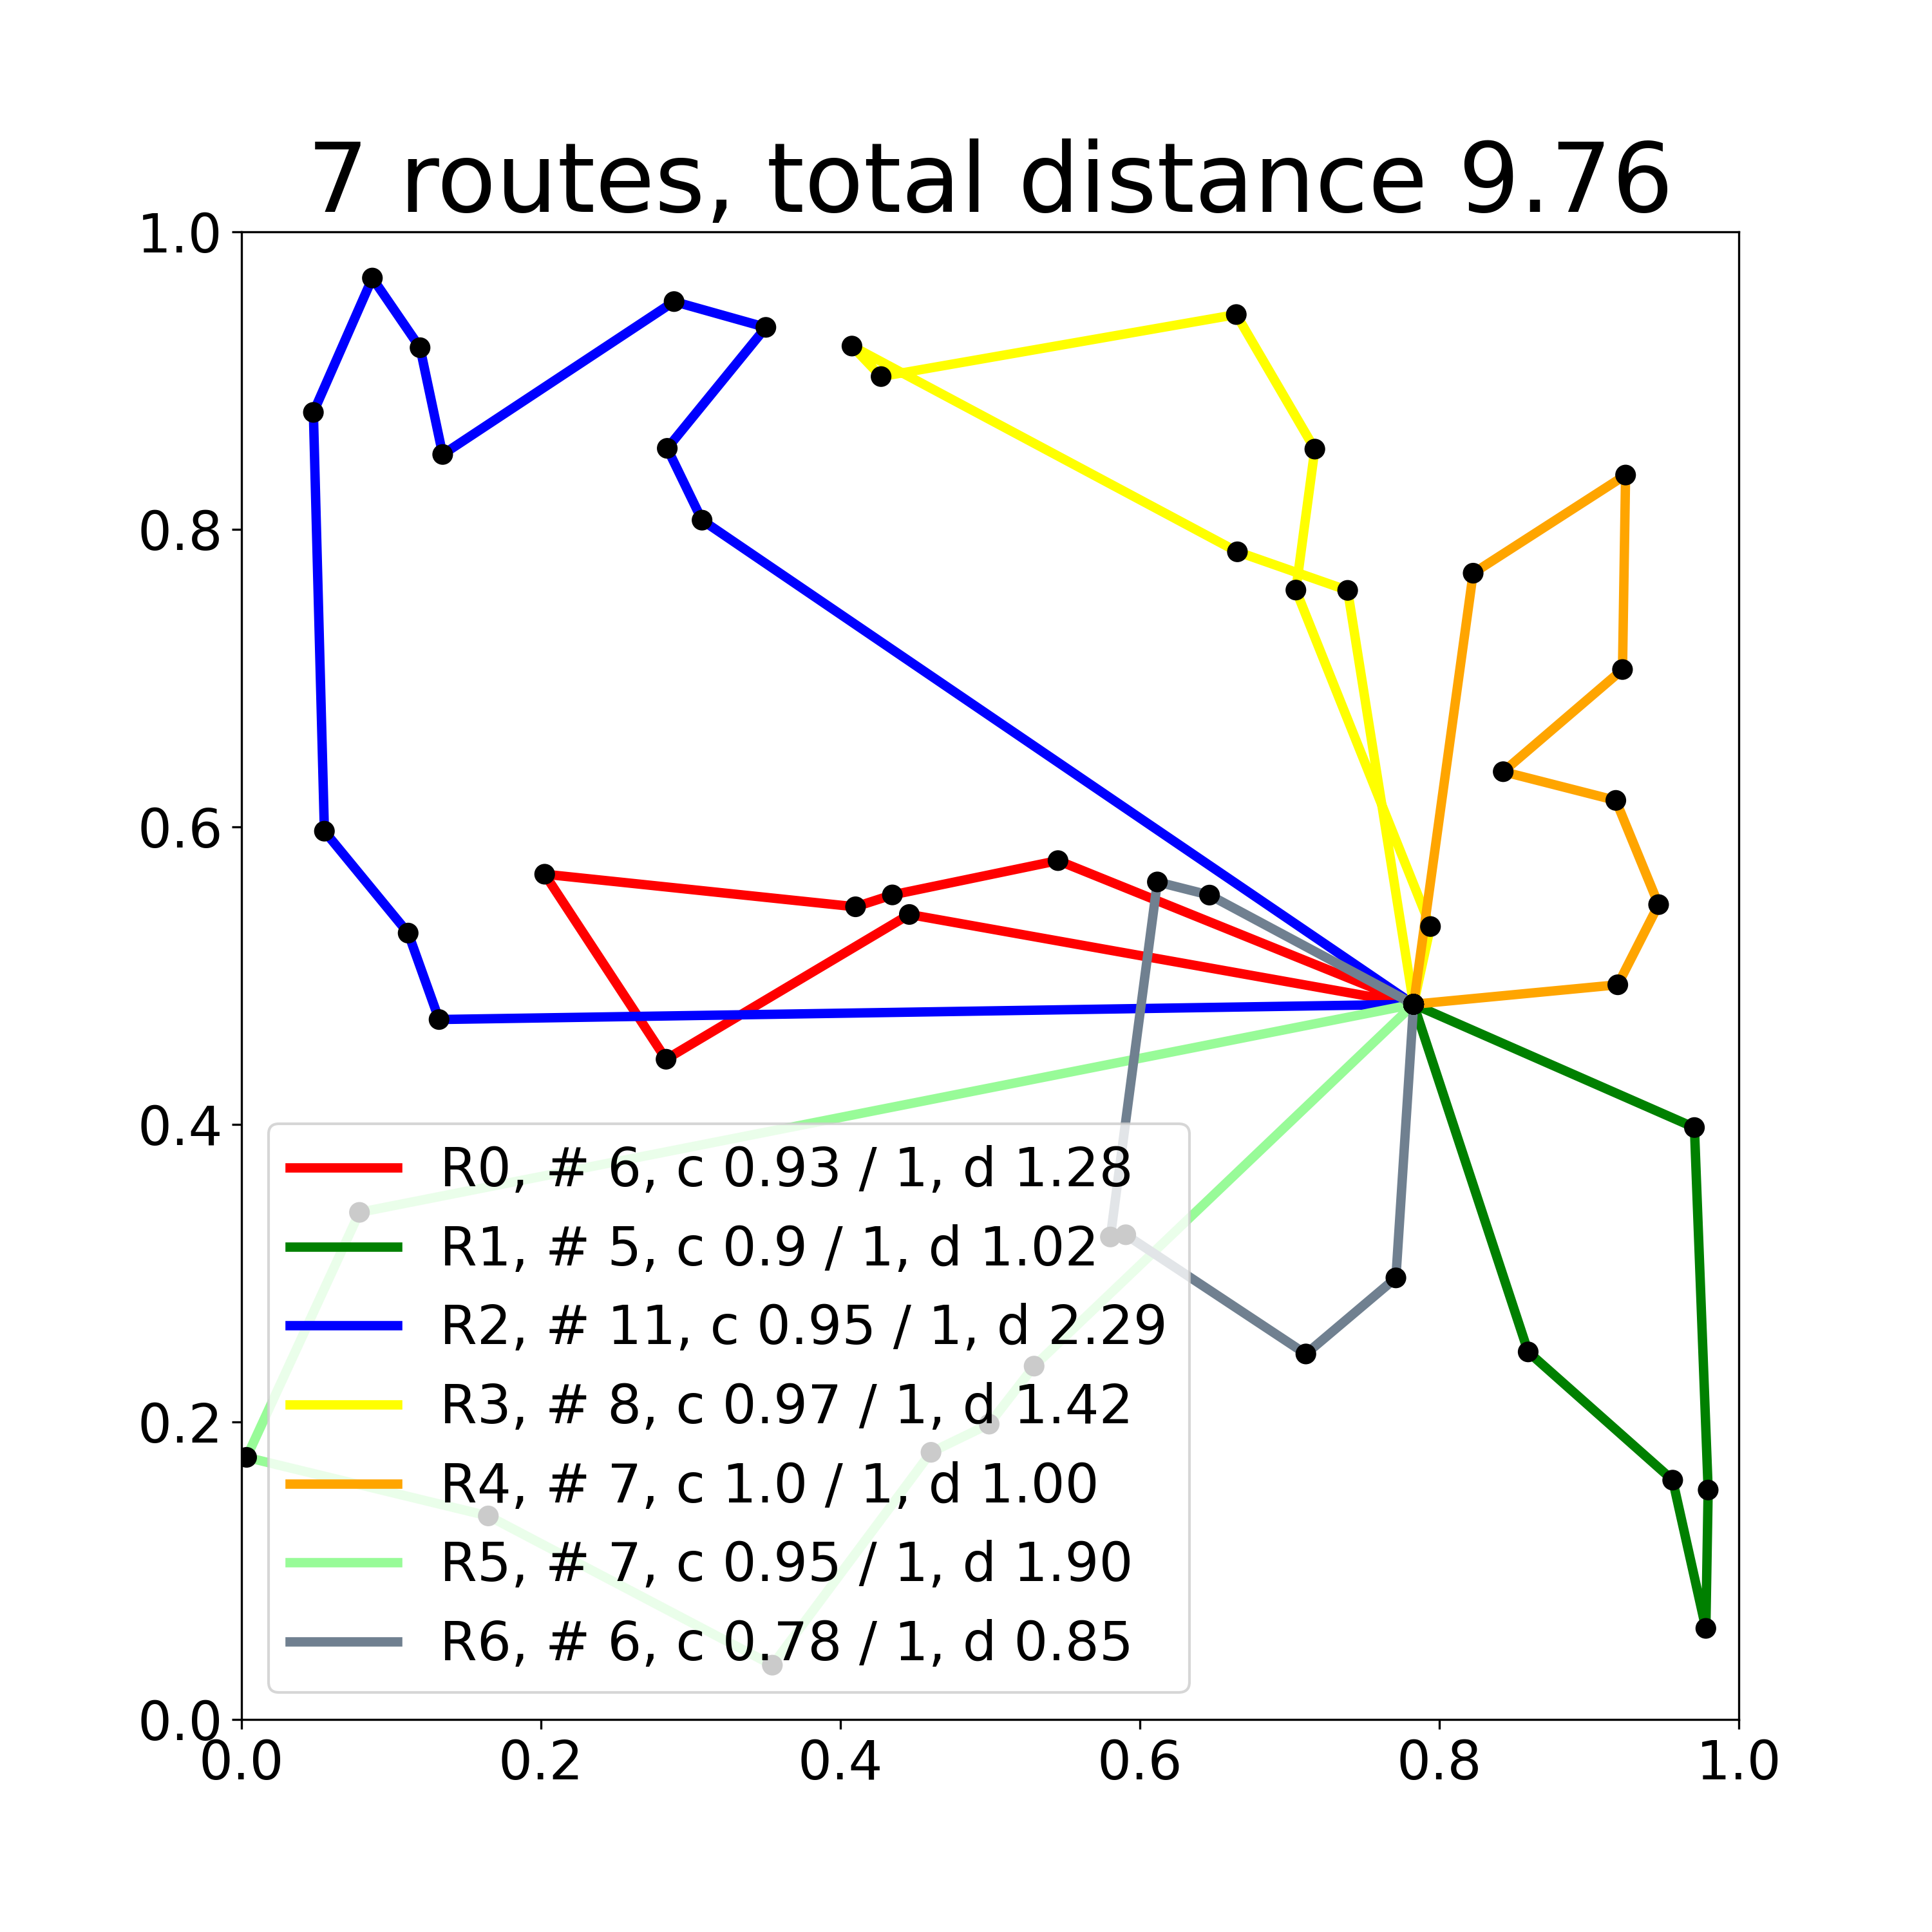 7 routes, total distance 9.76
1.0
0.8
0.6
0.4
0.2
0.0
R0, # 6, c 0.93 / 1, d 1.28
R1, # 5, c 0.9 / 1, d 1.02
R2, # 11, c 0.95 / 1, d 2.29
R3, # 8, c 0.97 / 1, d 1.42
R4, # 7, c 1.0 / 1, d 1.00
R5, # 7, c 0.95 / 1, d 1.90
R6, # 6, c 0.78 / 1, d 0.85
0.0 0.2 0.4 0.6 0.8 1.0